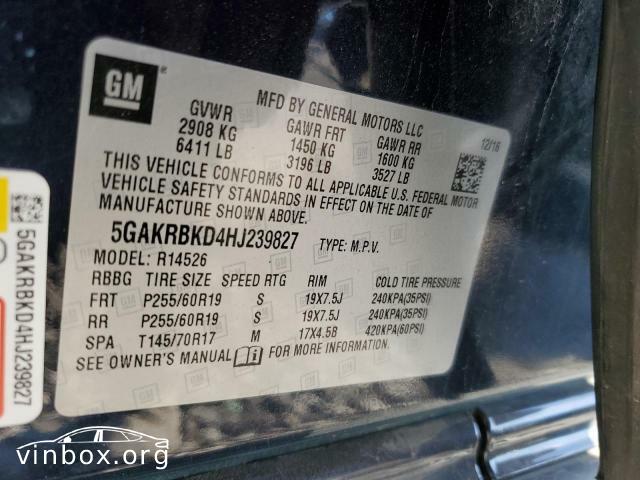 GM ®
MFD BY GENERAL MOTORS LLC
GVWR GAWR FRT GAWR RR 12/16
2908 KG 1450 KG 1600 KG
6411 LB 3196 LB 3527 LB
THIS VEHICLE CONFORMS TO ALL APPLICABLE U.S. FEDERAL MOTOR
VEHICLE SAFETY STANDARDS IN EFFECT ON THE DATE OF
MANUFACTURE SHOWN ABOVE.
5GAKRBKD4HJ239827 TYPE: M.P.V.
MODEL: R14526
RBBG TIRE SIZE SPEED RTG RIM COLD TIRE PRESSURE
FRT P255/60R19 S 19X7.5J 240KPA(35PSI)
RR P255/60R19 S 19X7.5J 240KPA(35PSI)
SPA T145/70R17 M 17X4.5B 420KPA(60PSI)
SEE OWNER'S MANUAL FOR MORE INFORMATION.
5GAKRBKD4HJ239827
vinbox.org